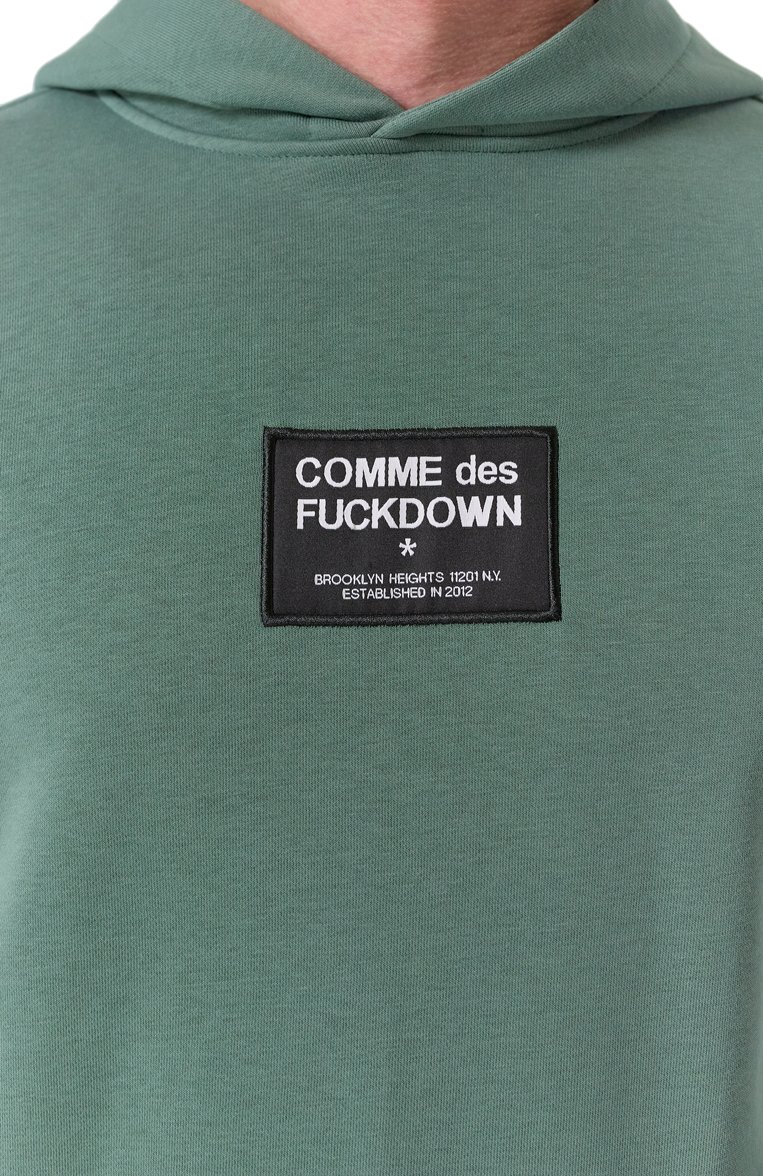 COMME des
FUCKDOWN
*
BROOKLYN HEIGHTS 11201 N.Y.
ESTABLISHED IN 2012